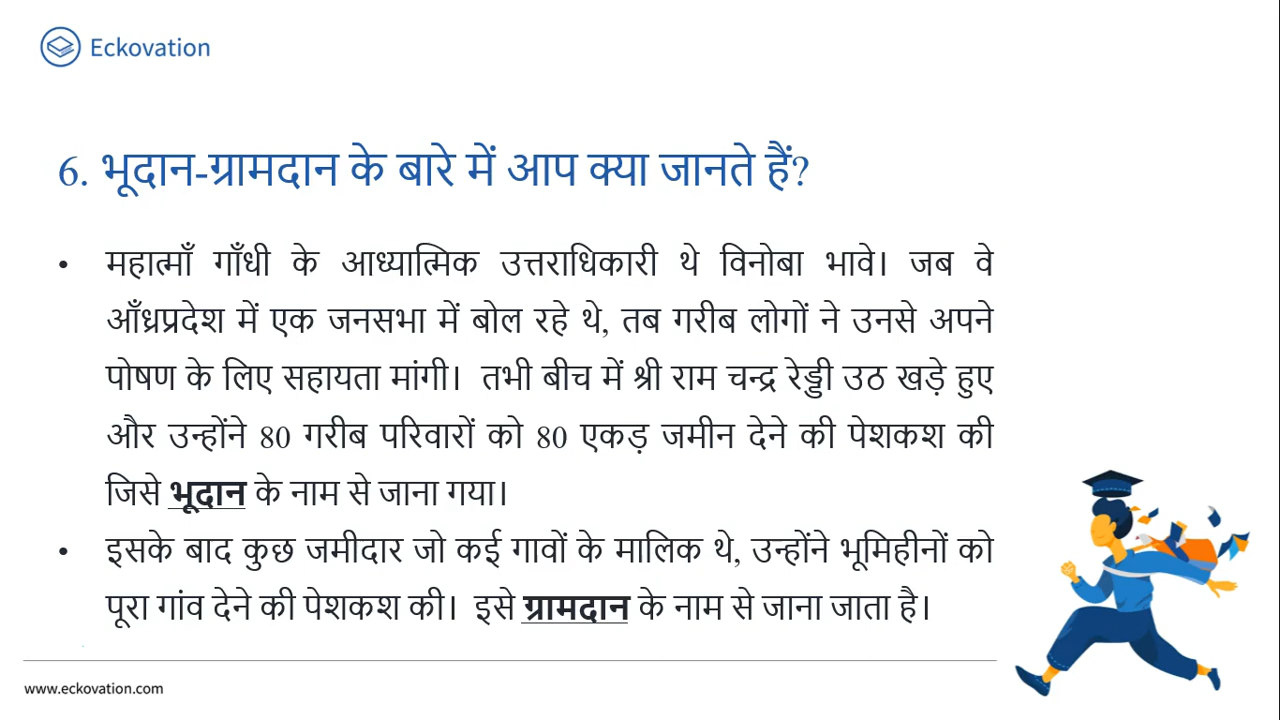 Eckovation
6. भूदान-ग्रामदान के बारे में आप क्या जानते हैं?
• महात्माँ गाँधी के आध्यात्मिक उत्तराधिकारी थे विनोबा भावे। जब वे
आँध्रप्रदेश में एक जनसभा में बोल रहे थे, तब गरीब लोगों ने उनसे अपने
पोषण के लिए सहायता मांगी। तभी बीच में श्री राम चन्द्र रेड्डी उठ खड़े हुए
और उन्होंने 80 गरीब परिवारों को 80 एकड़ जमीन देने की पेशकश की
जिसे भूदान के नाम से जाना गया।
• इसके बाद कुछ जमीदार जो कई गावों के मालिक थे, उन्होंने भूमिहीनों को
पूरा गांव देने की पेशकश की। इसे ग्रामदान के नाम से जाना जाता है।
www.eckovation.com